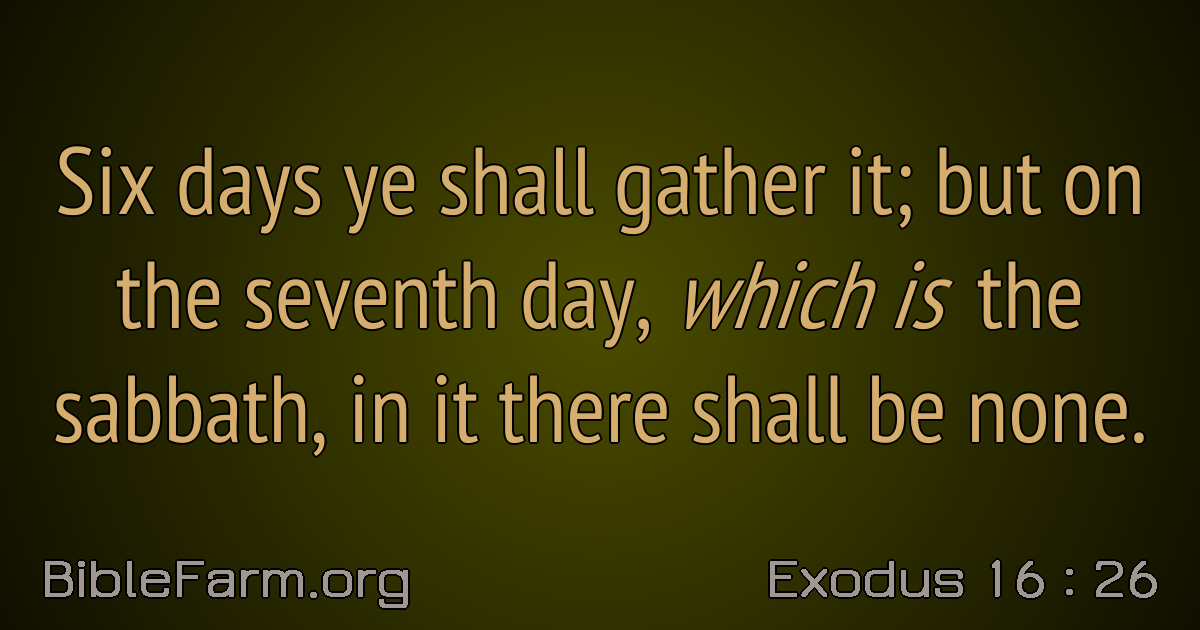 Six days ye shall gather it; but on
the seventh day, which is the
sabbath, in it there shall be none.
BibleFarm.org
Exodus 16 : 26